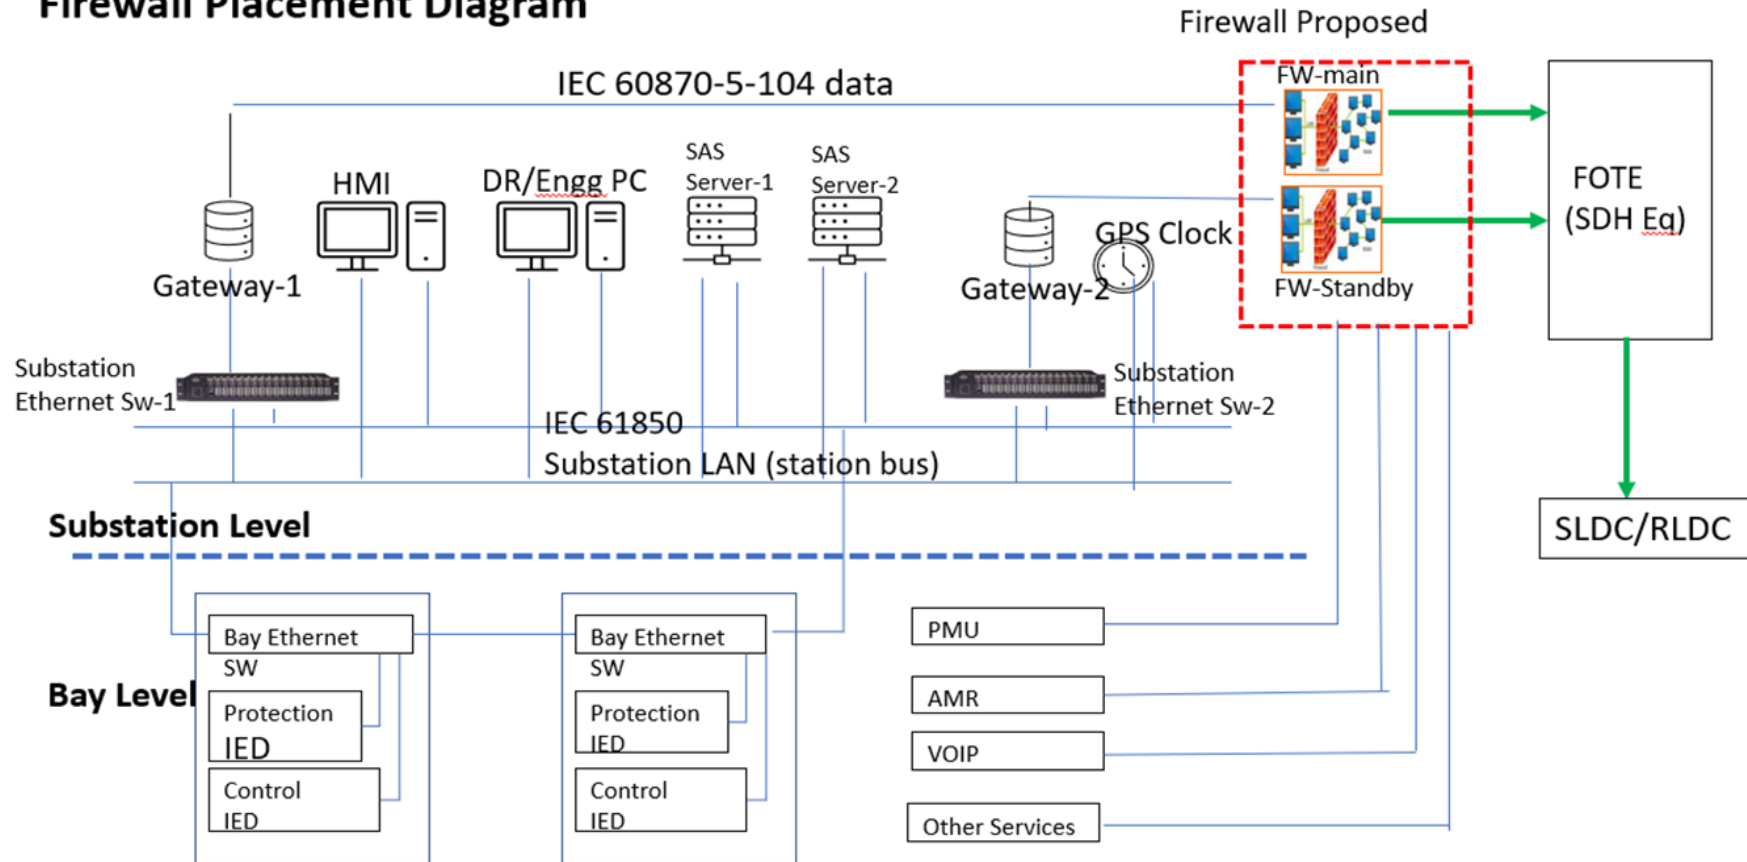 Firewall Placement Diagram
Firewall Proposed
IEC 60870-5-104 data
FW-main
FOTE
(SDH Eq)
HMI
DR/Engg PC
SAS
Server-1
SAS
Server-2
GPS Clock
Gateway-1
Gateway-2
FW-Standby
Substation
Ethernet Sw-1
Substation
Ethernet Sw-2
IEC 61850
Substation LAN (station bus)
Substation Level
SLDC/RLDC
Bay Ethernet
SW
Bay Ethernet
SW
PMU
Bay Level
Protection
IED
Protection
IED
AMR
VOIP
Control
IED
Control
IED
Other Services